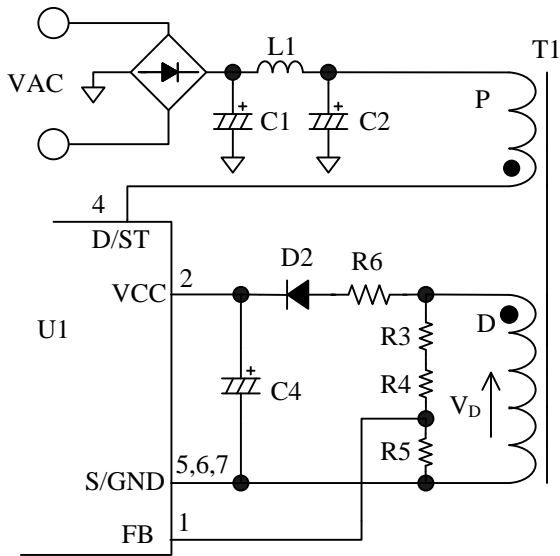 L1
T1
VAC
+
C1
+
C2
P
4
D/ST
D2
R6
2
VCC
D
R3
U1
+
C4
R4
VD
R5
5,6,7
S/GND
1
FB